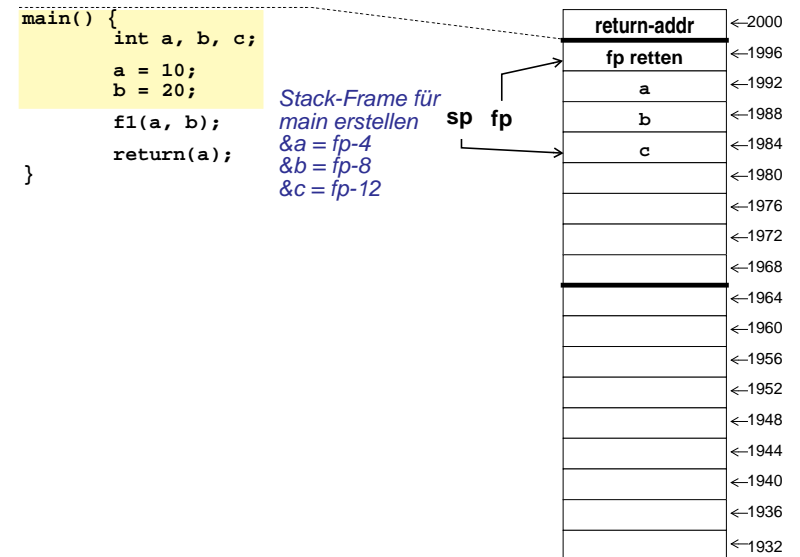 main() {
int a, b, c;
a = 10;
b = 20;
f1(a, b);
return(a);
}
Stack-Frame für
main erstellen
&a = fp-4
&b = fp-8
&c = fp-12
sp fp
return-addr
fp retten
a
b
c
2000
1996
1992
1988
1984
1980
1976
1972
1968
1964
1960
1956
1952
1948
1944
1940
1936
1932